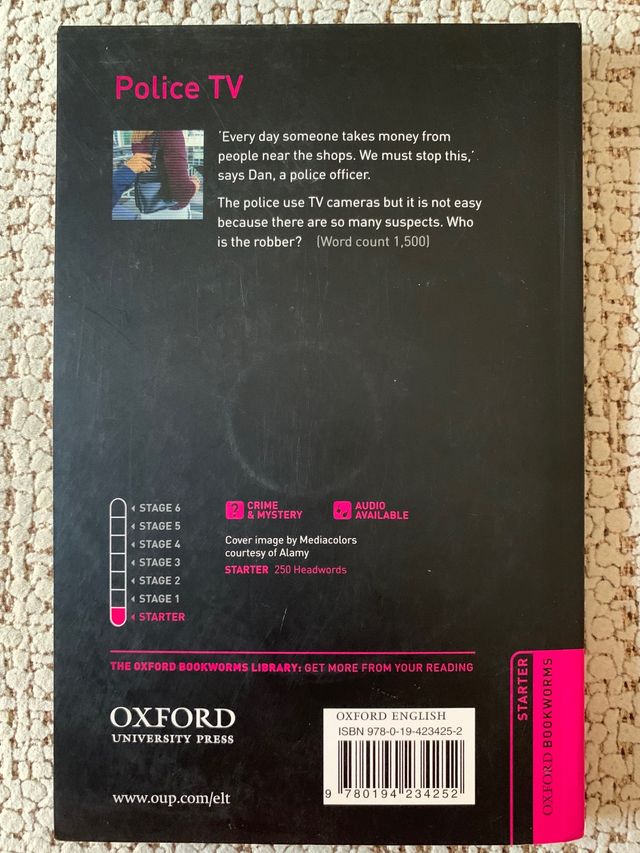 Police TV
‘Every day someone takes money from
people near the shops. We must stop this,’
says Dan, a police officer.
The police use TV cameras but it is not easy
because there are so many suspects. Who
is the robber? (Word count 1,500)
STAGE 6
STAGE 5
STAGE 4
STAGE 3
STAGE 2
STAGE 1
STARTER
? CRIME
& MYSTERY
AUDIO
AVAILABLE
Cover image by Mediacolors
courtesy of Alamy
STARTER 250 Headwords
THE OXFORD BOOKWORMS LIBRARY: GET MORE FROM YOUR READING
OXFORD
UNIVERSITY PRESS
www.oup.com/elt
OXFORD ENGLISH
ISBN 978-0-19-423425-2
9 780194 234252
STARTER
OXFORD BOOKWORMS